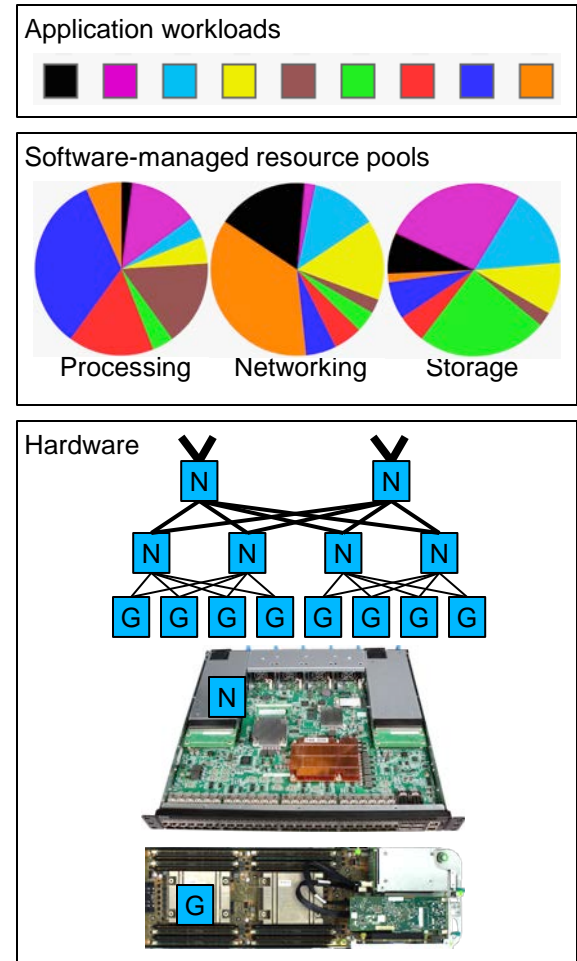 Application workloads
Software-managed resource pools
Processing Networking Storage
Hardware
N N
N N N N
G G G G G G G G
N
G